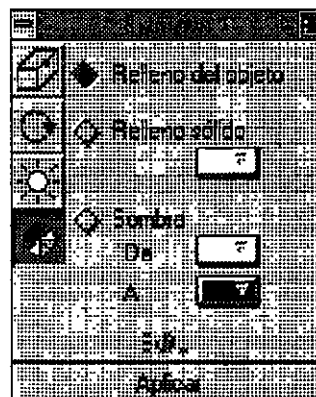 Relleno del objeto
Relleno sólido
Sombra
De
A
Aplicar